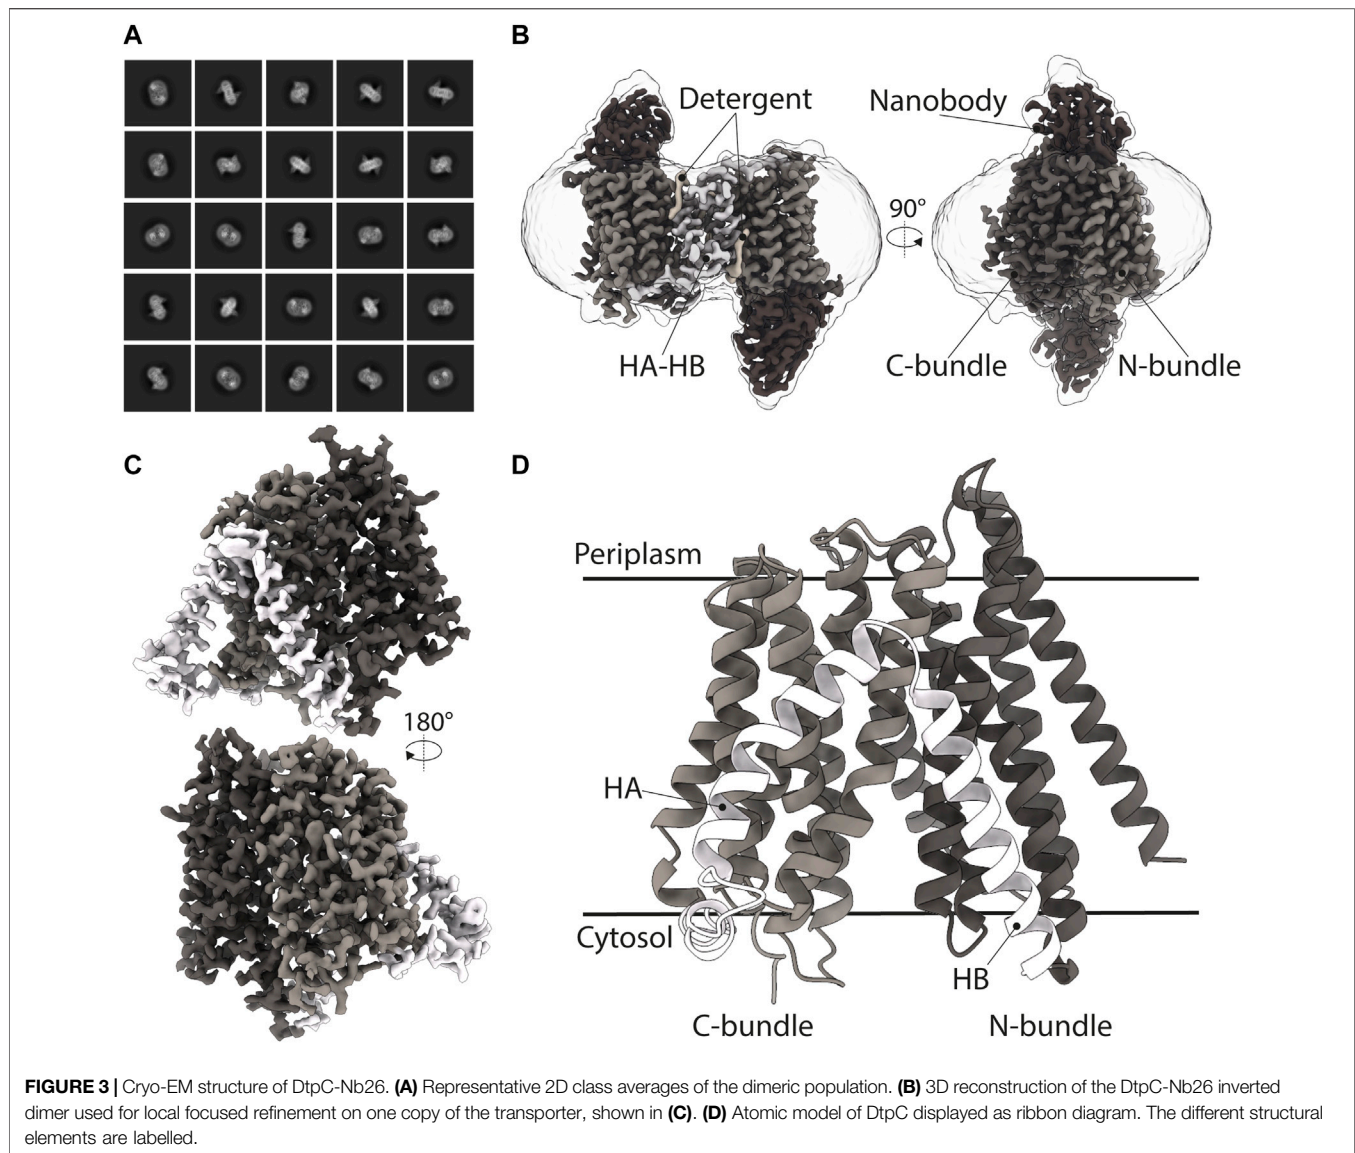 A
B
Detergent
Nanobody
90°
HA-HB
C-bundle
N-bundle
C
180°
D
Periplasm
HA
Cytosol
HB
C-bundle
N-bundle
FIGURE 3 | Cryo-EM structure of DtpC-Nb26. (A) Representative 2D class averages of the dimeric population. (B) 3D reconstruction of the DtpC-Nb26 inverted
dimer used for local focused refinement on one copy of the transporter, shown in (C). (D) Atomic model of DtpC displayed as ribbon diagram. The different structural
elements are labelled.